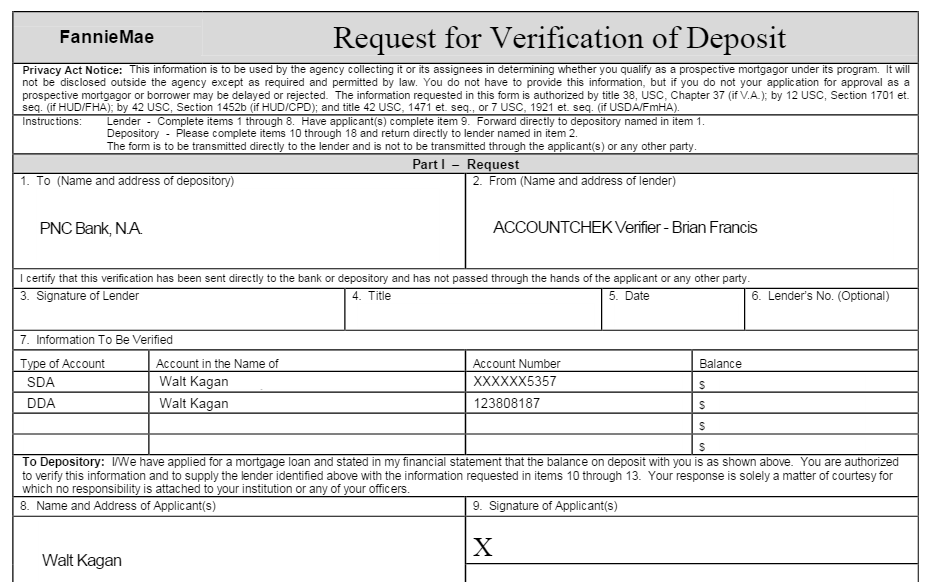 FannieMae
Request for Verification of Deposit
Privacy Act Notice: This information is to be used by the agency collecting it or its assignees in determining whether you qualify as a prospective mortgagor under its program. It will
not be disclosed outside the agency except as required and permitted by law. You do not have to provide this information, but if you do not your application for approval as a
prospective mortgagor or borrower may be delayed or rejected. The information requested in this form is authorized by title 38, USC, Chapter 37 (if V.A.); by 12 USC, Section 1701 et.
seq. (if HUD/FHA); by 42 USC, Section 1452b (if HUD/CPD); and title 42 USC, 1471 et. seq., or 7 USC, 1921 et. seq. (if USDA/FmHA).
Instructions: Lender - Complete items 1 through 8. Have applicant(s) complete item 9. Forward directly to depository named in item 1.
Depository - Please complete items 10 through 18 and return directly to lender named in item 2.
The form is to be transmitted directly to the lender and is not to be transmitted through the applicant(s) or any other party.
Part I – Request
1. To (Name and address of depository)
PNC Bank, N.A.
2. From (Name and address of lender)
ACCOUNTCHEK Verifier - Brian Francis
I certify that this verification has been sent directly to the bank or depository and has not passed through the hands of the applicant or any other party.
3. Signature of Lender
4. Title
5. Date
6. Lender's No. (Optional)
7. Information To Be Verified
Type of Account Account in the Name of Account Number Balance
SDA Walt Kagan XXXXXX5357 $
DDA Walt Kagan 123808187 $
$
$
To Depository: I/We have applied for a mortgage loan and stated in my financial statement that the balance on deposit with you is as shown above. You are authorized
to verify this information and to supply the lender identified above with the information requested in items 10 through 13. Your response is solely a matter of courtesy for
which no responsibility is attached to your institution or any of your officers.
8. Name and Address of Applicant(s)
Walt Kagan
9. Signature of Applicant(s)
X